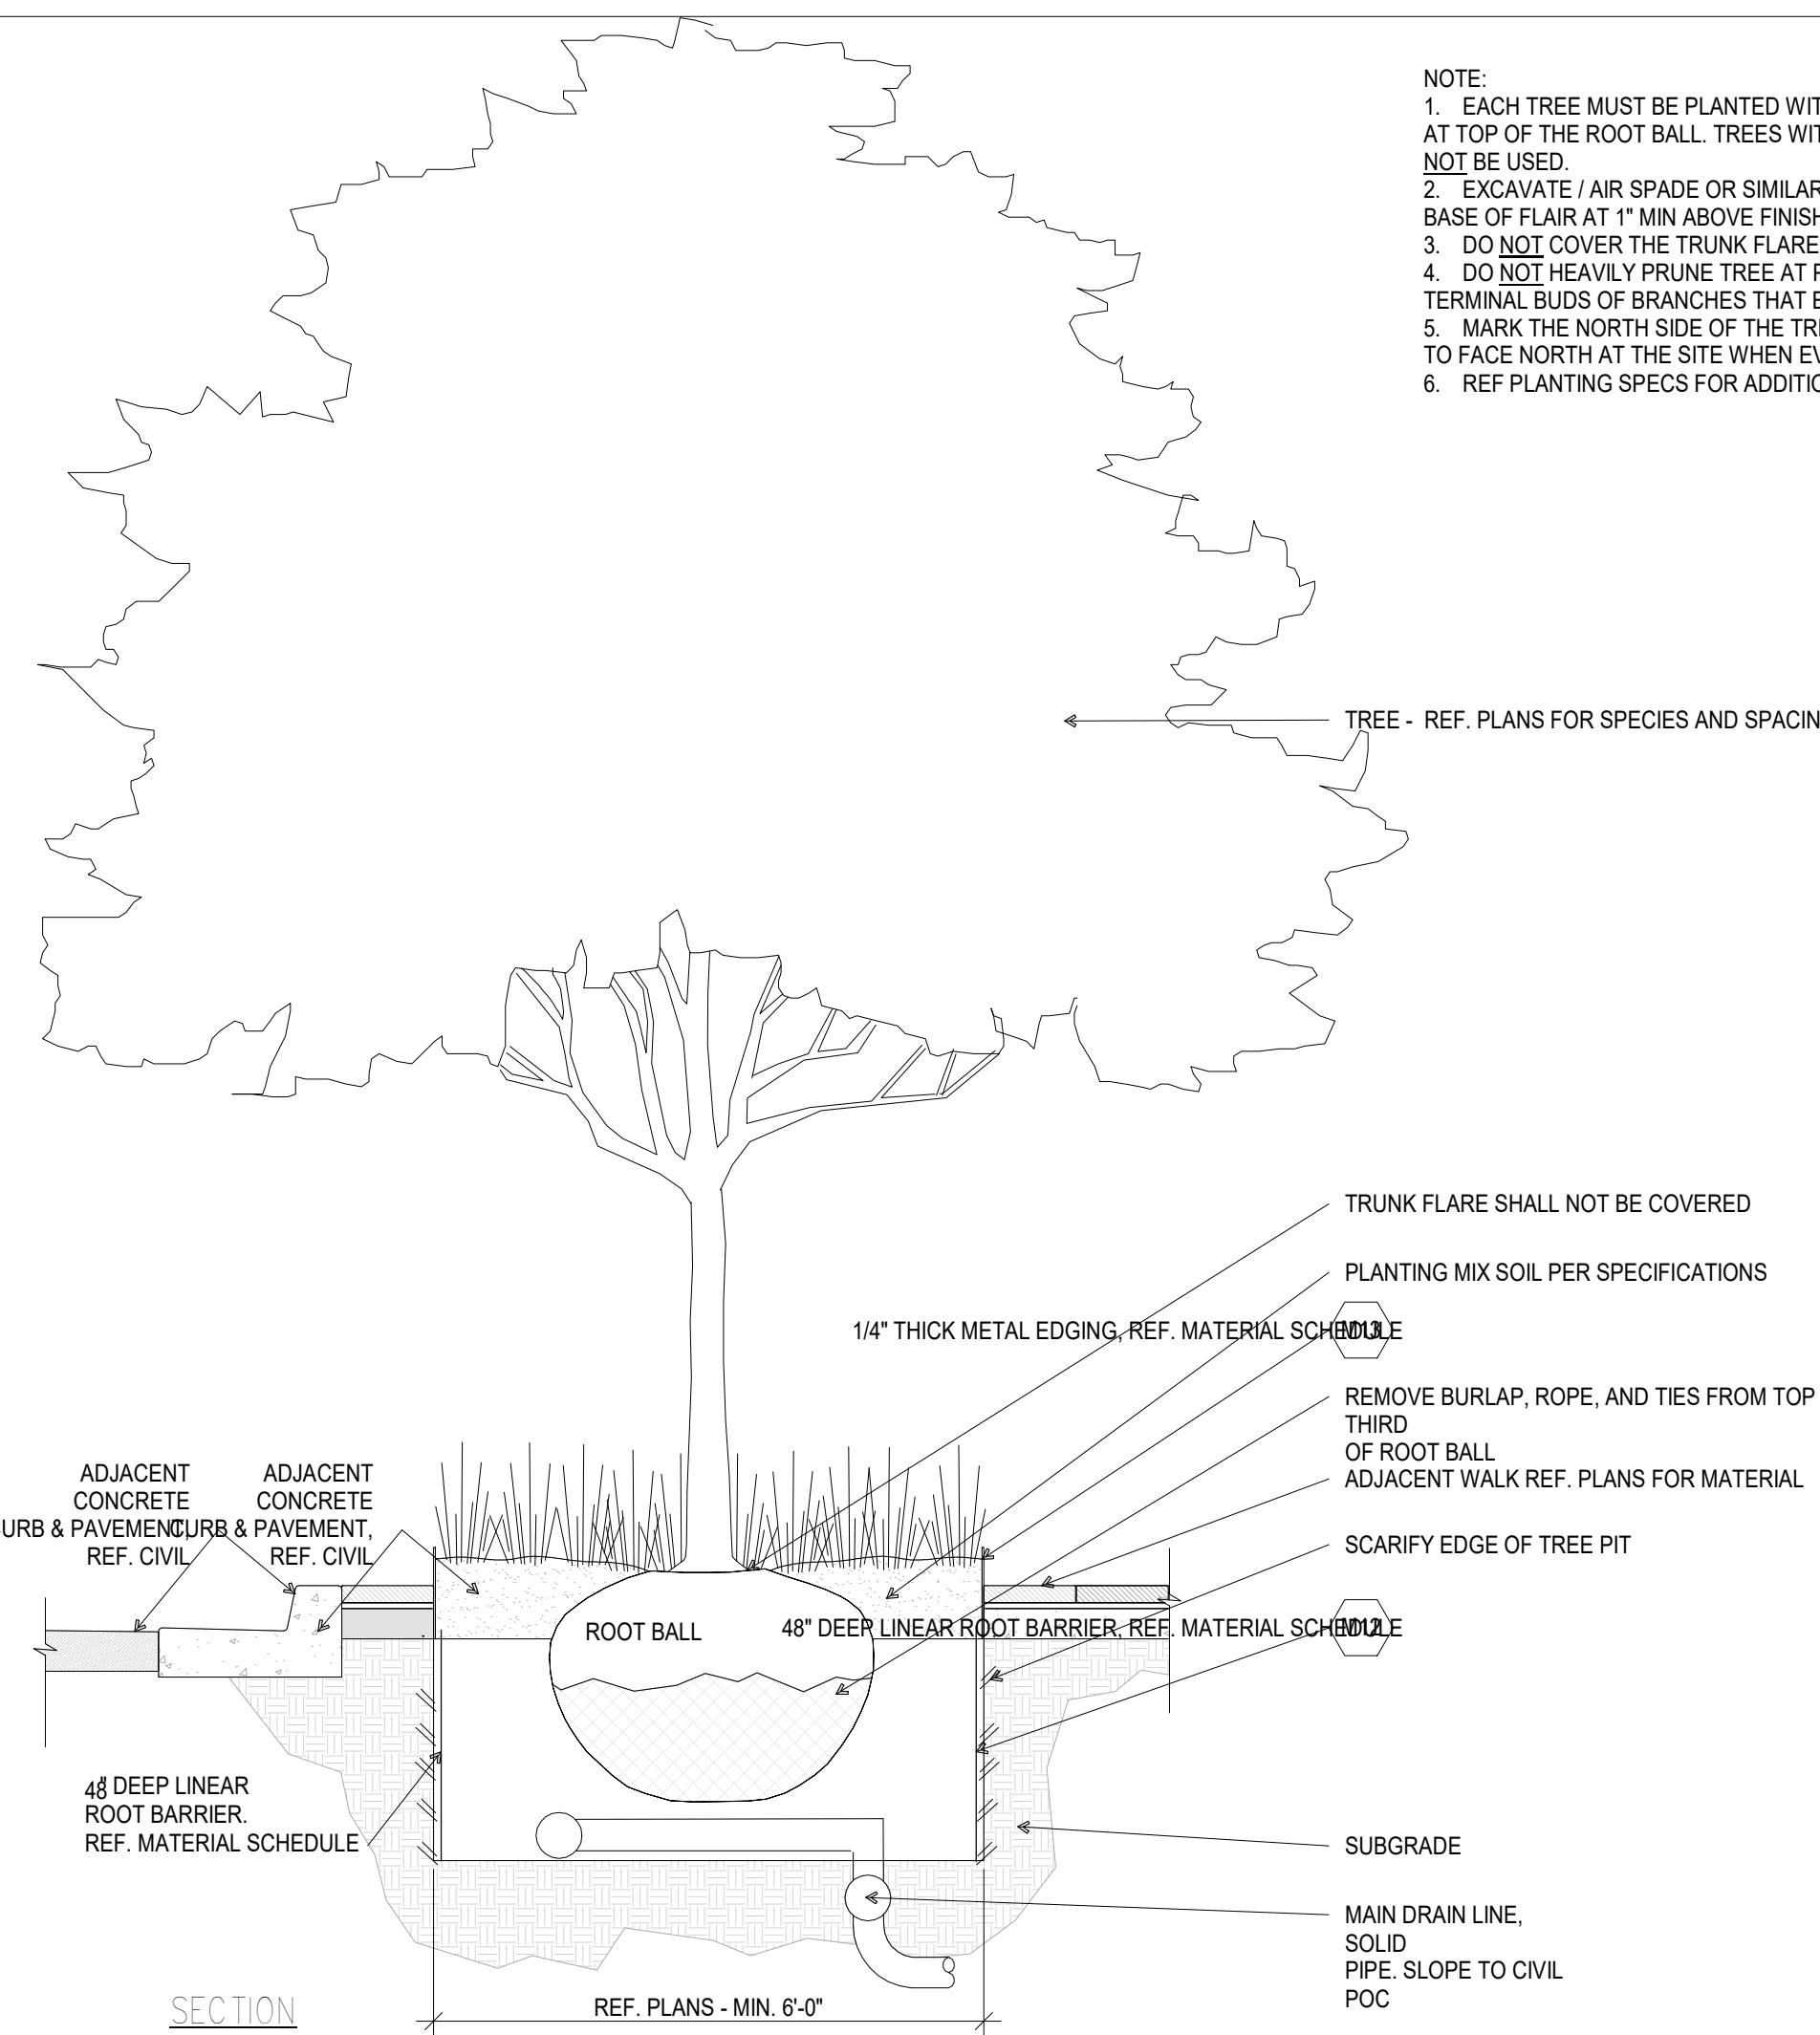 NOTE:
1. EACH TREE MUST BE PLANTED WIT
AT TOP OF THE ROOT BALL. TREES WIT
NOT BE USED.
2. EXCAVATE / AIR SPADE OR SIMILAR
BASE OF FLAIR AT 1" MIN ABOVE FINISH
3. DO NOT COVER THE TRUNK FLARE
4. DO NOT HEAVILY PRUNE TREE AT P
TERMINAL BUDS OF BRANCHES THAT E
5. MARK THE NORTH SIDE OF THE TRE
TO FACE NORTH AT THE SITE WHEN EV
6. REF PLANTING SPECS FOR ADDITIO
TREE - REF. PLANS FOR SPECIES AND SPACIN
TRUNK FLARE SHALL NOT BE COVERED
PLANTING MIX SOIL PER SPECIFICATIONS
1/4" THICK METAL EDGING, REF. MATERIAL SCHEDULE
M13
REMOVE BURLAP, ROPE, AND TIES FROM TOP
THIRD
OF ROOT BALL
ADJACENT WALK REF. PLANS FOR MATERIAL
SCARIFY EDGE OF TREE PIT
ADJACENT
CONCRETE
CURB & PAVEMENT,
REF. CIVIL
ADJACENT
CONCRETE
CURB & PAVEMENT,
REF. CIVIL
ROOT BALL
48" DEEP LINEAR ROOT BARRIER, REF. MATERIAL SCHEDULE
M12
48" DEEP LINEAR
ROOT BARRIER.
REF. MATERIAL SCHEDULE
SUBGRADE
MAIN DRAIN LINE,
SOLID
PIPE. SLOPE TO CIVIL
POC
REF. PLANS - MIN. 6'-0"
SECTION